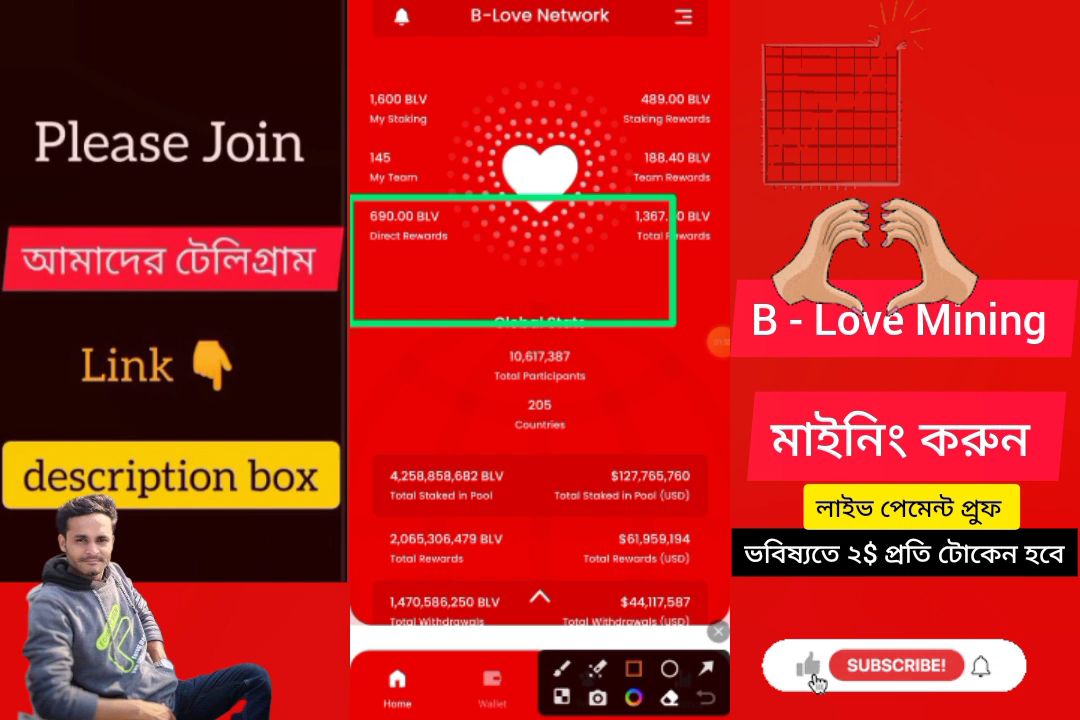 Please Join
আমাদের টেলিগ্রাম
Link
description box
B-Love Network
1,600 BLV
My Staking
489.00 BLV
Staking Rewards
145
My Team
188.40 BLV
Team Rewards
690.00 BLV
Direct Rewards
BLV
Total Rewards
Global Stats
10,617,387
Total Participants
205
Countries
4,258,858,682 BLV
Total Staked in Pool
$127,765,760
Total Staked in Pool (USD)
2,065,306,479 BLV
Total Rewards
$61,959,194
Total Rewards (USD)
1,470,586,250 BLV
Total Withdrawals
$44,117,587
Total Withdrawals (USD)
Home
Wallet
B - Love Mining
মাইনিং করুন
লাইভ পেমেন্ট প্রুফ
ভবিষ্যতে ২$ প্রতি টোকেন হবে
SUBSCRIBE!